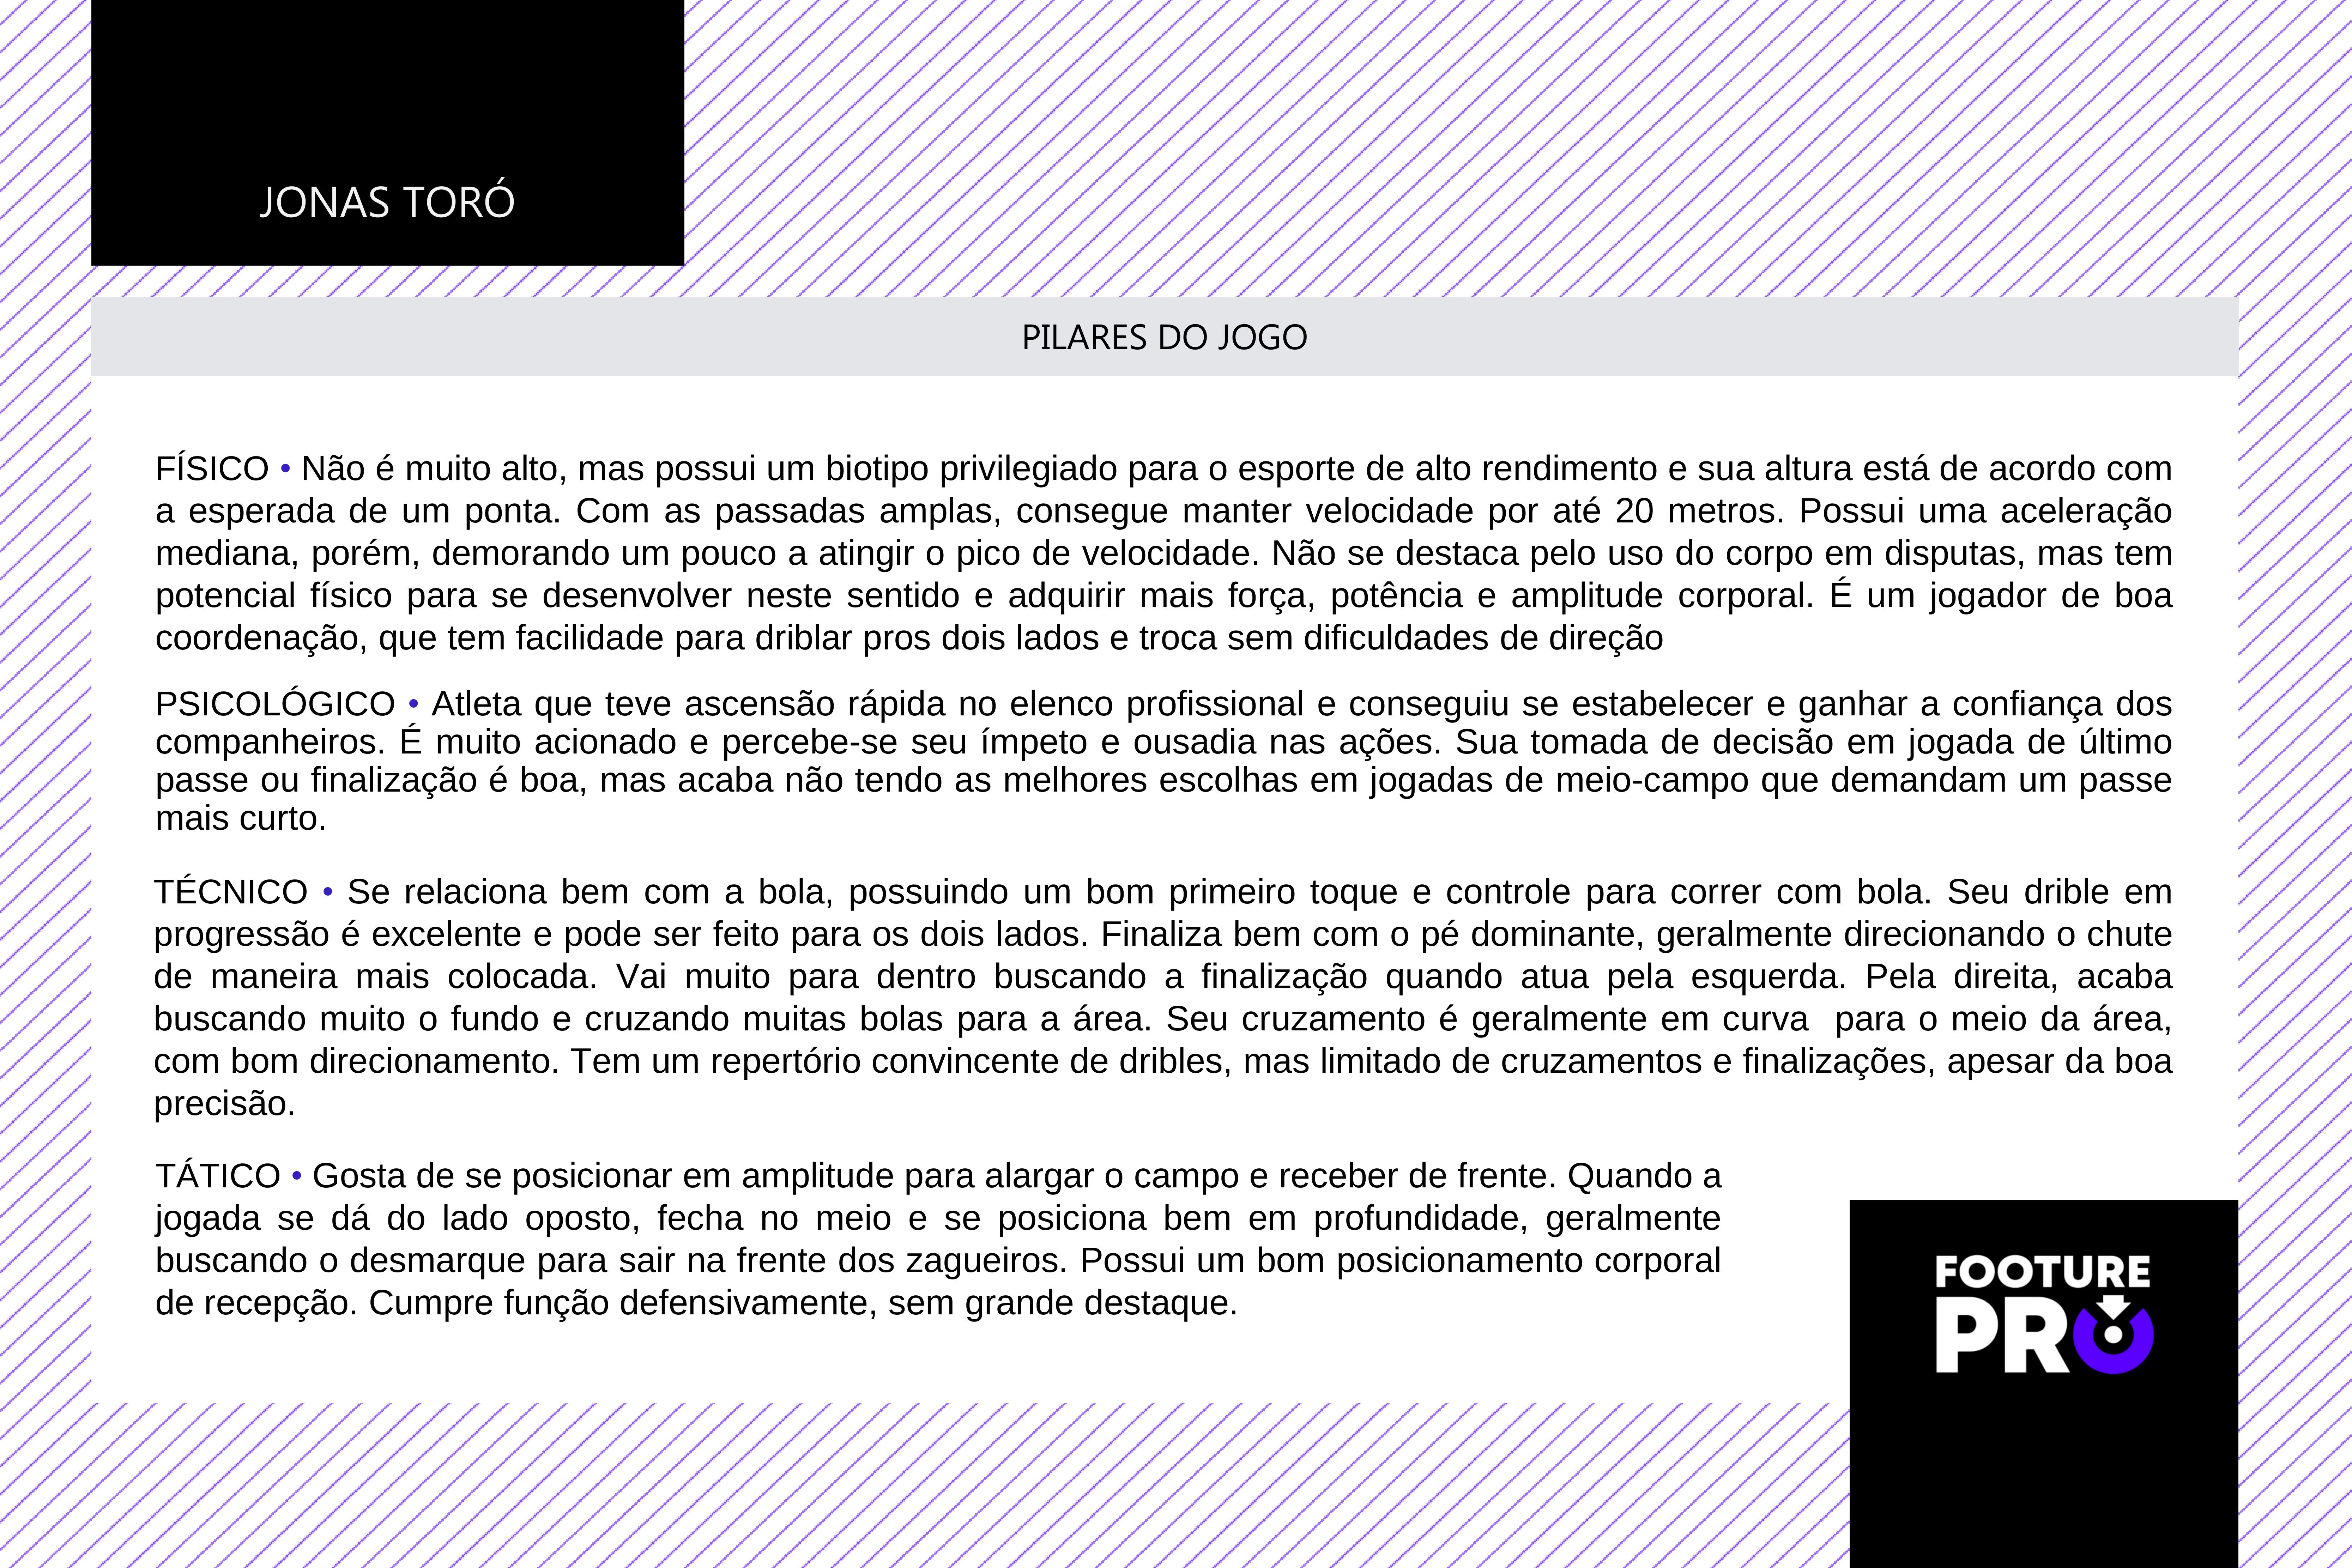 JONAS TORÓ
PILARES DO JOGO
FÍSICO • Não é muito alto, mas possui um biotipo privilegiado para o esporte de alto rendimento e sua altura está de acordo com
a esperada de um ponta. Com as passadas amplas, consegue manter velocidade por até 20 metros. Possui uma aceleração
mediana, porém, demorando um pouco a atingir o pico de velocidade. Não se destaca pelo uso do corpo em disputas, mas tem
potencial físico para se desenvolver neste sentido e adquirir mais força, potência e amplitude corporal. É um jogador de boa
coordenação, que tem facilidade para driblar pros dois lados e troca sem dificuldades de direção
PSICOLÓGICO • Atleta que teve ascensão rápida no elenco profissional e conseguiu se estabelecer e ganhar a confiança dos
companheiros. É muito acionado e percebe-se seu ímpeto e ousadia nas ações. Sua tomada de decisão em jogada de último
passe ou finalização é boa, mas acaba não tendo as melhores escolhas em jogadas de meio-campo que demandam um passe
mais curto.
TÉCNICO • Se relaciona bem com a bola, possuindo um bom primeiro toque e controle para correr com bola. Seu drible em
progressão é excelente e pode ser feito para os dois lados. Finaliza bem com o pé dominante, geralmente direcionando o chute
de maneira mais colocada. Vai muito para dentro buscando a finalização quando atua pela esquerda. Pela direita, acaba
buscando muito o fundo e cruzando muitas bolas para a área. Seu cruzamento é geralmente em curva  para o meio da área,
com bom direcionamento. Tem um repertório convincente de dribles, mas limitado de cruzamentos e finalizações, apesar da boa
precisão.
TÁTICO • Gosta de se posicionar em amplitude para alargar o campo e receber de frente. Quando a
jogada se dá do lado oposto, fecha no meio e se posiciona bem em profundidade, geralmente
buscando o desmarque para sair na frente dos zagueiros. Possui um bom posicionamento corporal
de recepção. Cumpre função defensivamente, sem grande destaque.
FOOTURE
PRO